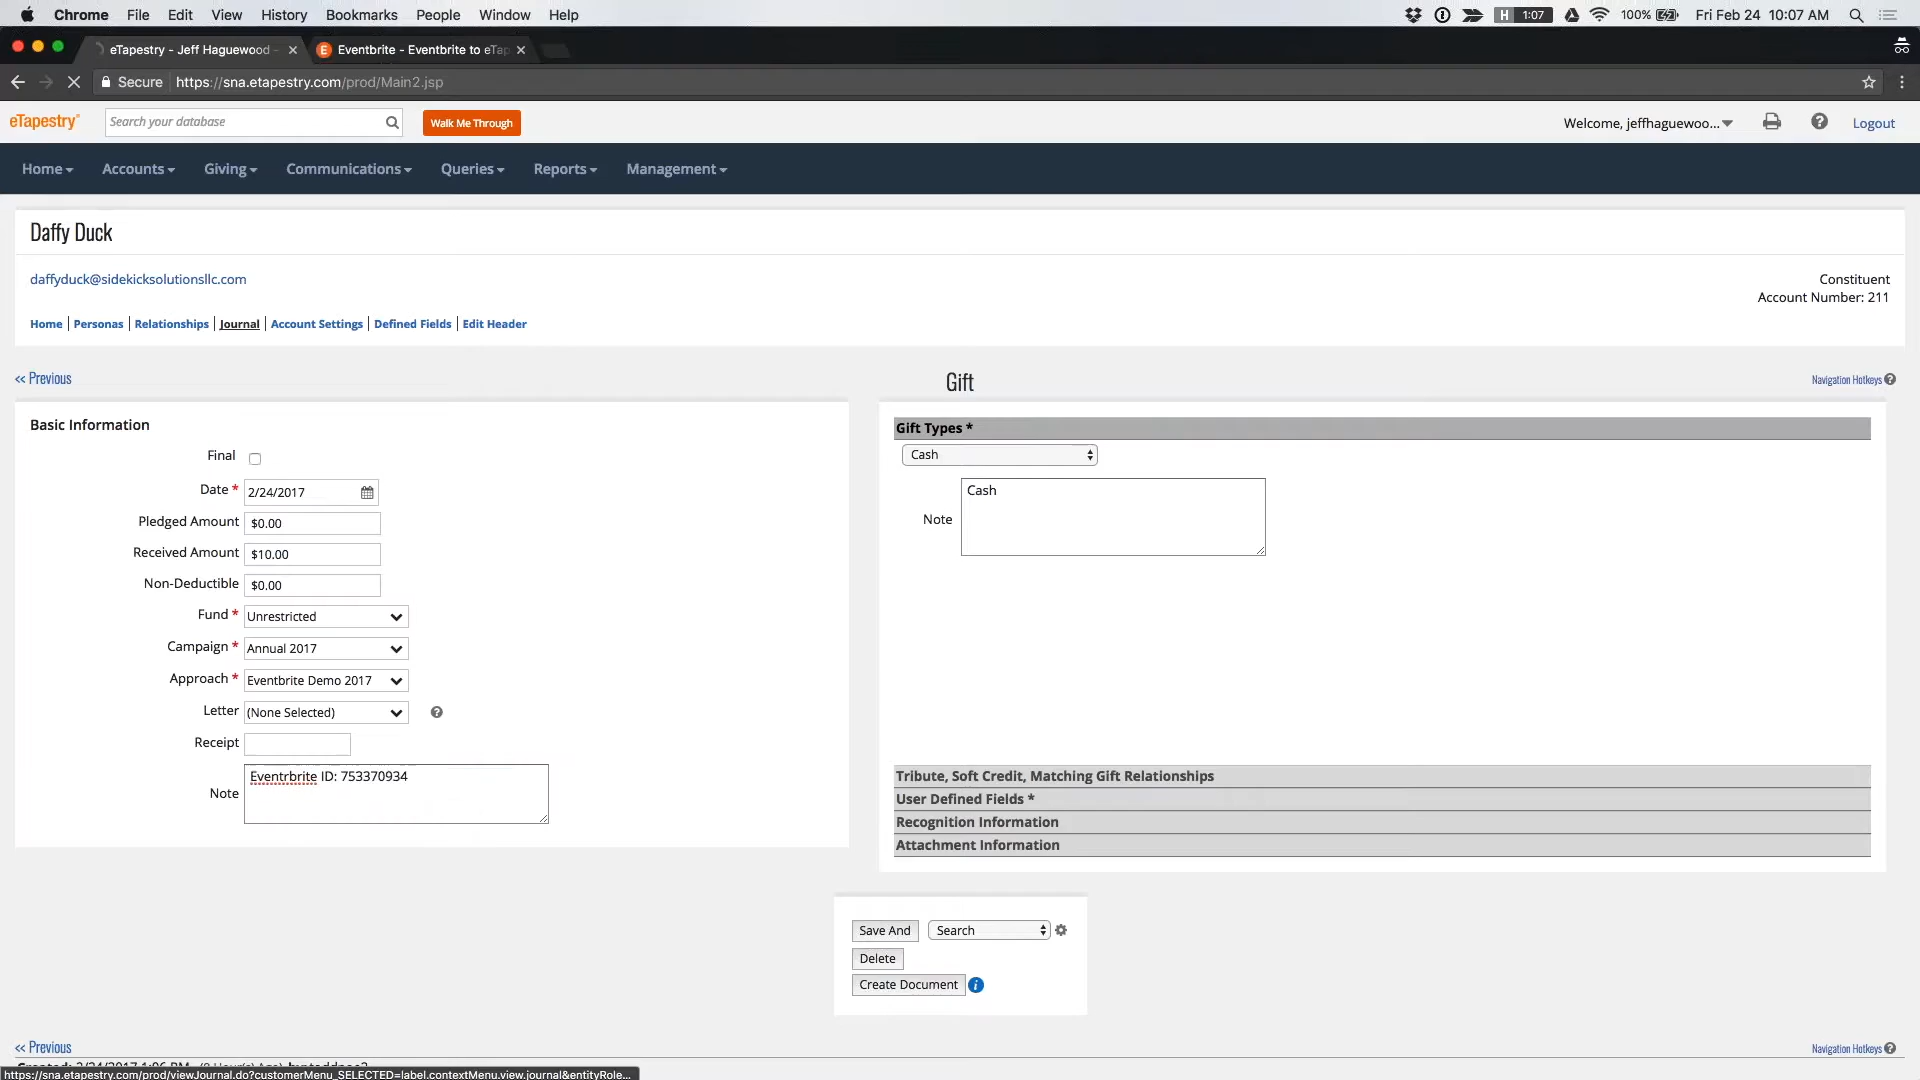 Chrome File Edit View History Bookmarks People Window Help
H 1:07 100% Fri Feb 24 10:07 AM
eTapestry - Jeff Haguewood -
E Eventbrite - Eventbrite to eTap
Secure https://sna.etapestry.com/prod/Main2.jsp
eTapestry Search your database Walk Me Through Welcome, jeffhaguewoo... Logout
Home Accounts Giving Communications Queries Reports Management
Daffy Duck
daffyduck@sidekicksolutionsllc.com
Constituent
Account Number: 211
Home Personas Relationships Journal Account Settings Defined Fields Edit Header
<< Previous
Gift
Navigation Hotkeys ?
Basic Information
Final
Date * 2/24/2017
Pledged Amount $0.00
Received Amount $10.00
Non-Deductible $0.00
Fund * Unrestricted
Campaign * Annual 2017
Approach * Eventbrite Demo 2017
Letter (None Selected) ?
Receipt
Note Eventrbrite ID: 753370934
Gift Types *
Cash
Note Cash
Tribute, Soft Credit, Matching Gift Relationships
User Defined Fields *
Recognition Information
Attachment Information
Save And Search
Delete
Create Document i
<< Previous
Navigation Hotkeys ?
https://sna.etapestry.com/prod/viewJournal.do?customerMenu_SELECTED=label.contextMenu.view.journal&entityRole...